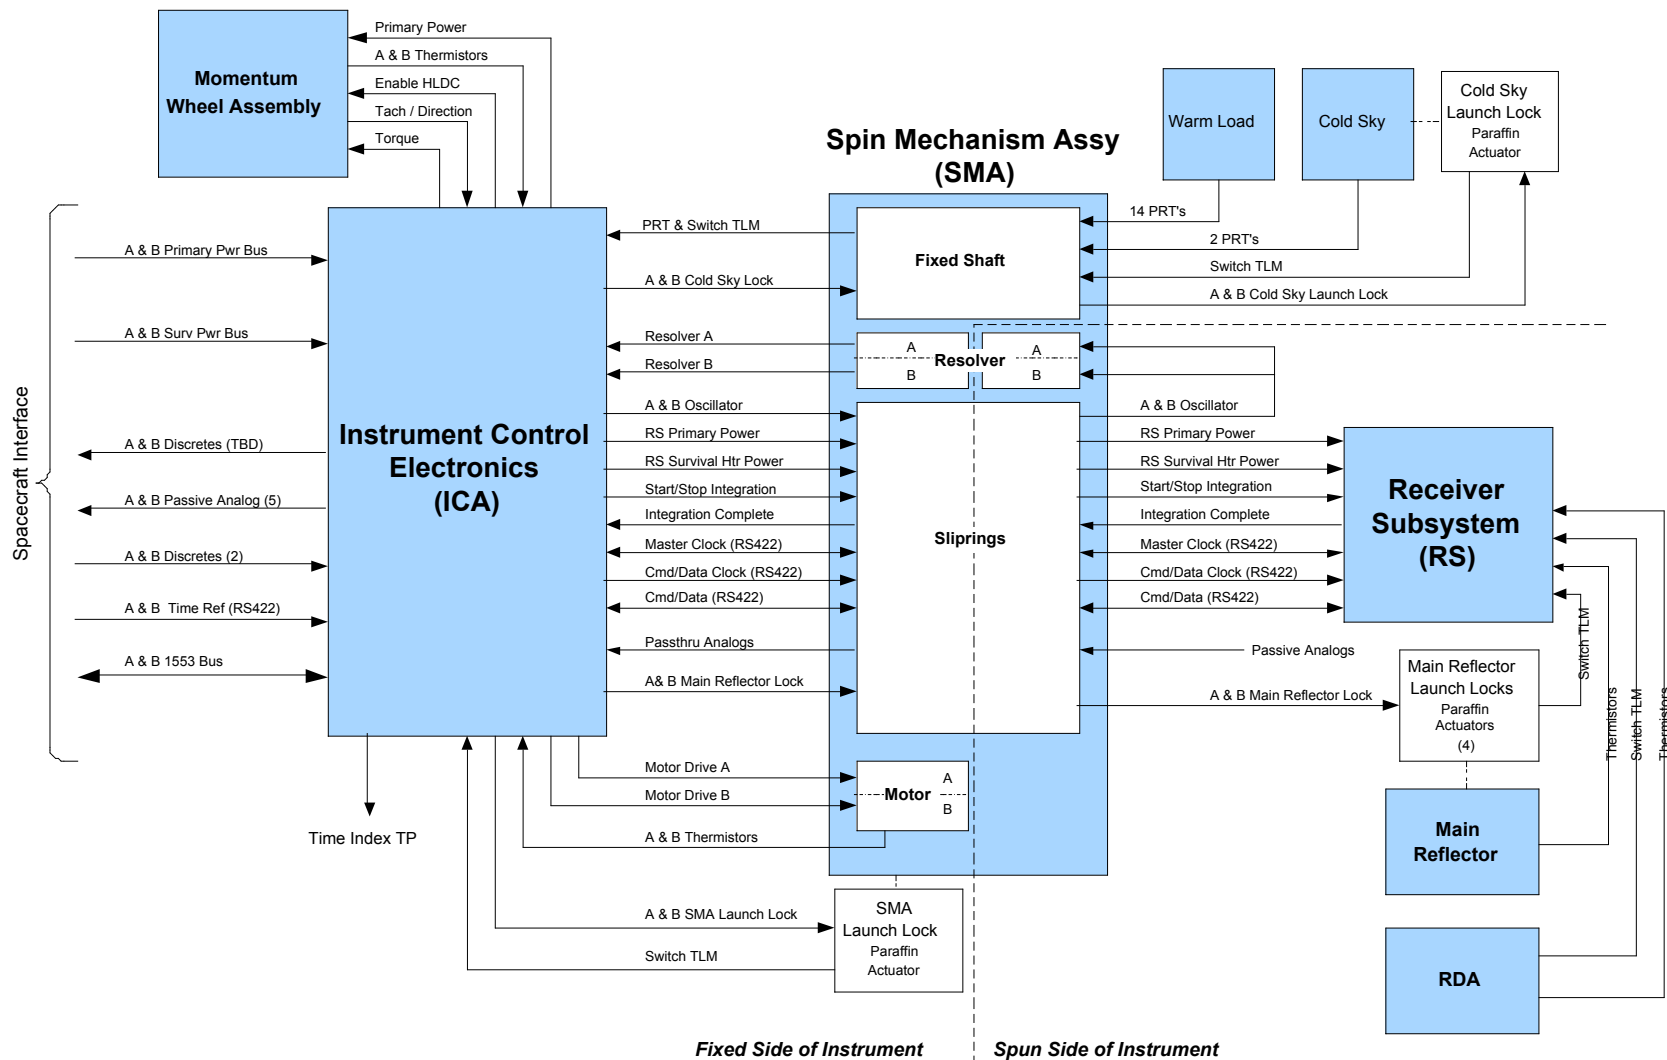 Primary Power
A & B Thermistors
Enable HLDC
Tach / Direction
Torque
Momentum
Wheel Assembly
Spin Mechanism Assy
(SMA)
Warm Load
Cold Sky
Cold Sky
Launch Lock
Paraffin
Actuator
14 PRT's
2 PRT's
Switch TLM
A & B Cold Sky Launch Lock
Spacecraft Interface
A & B Primary Pwr Bus
A & B Surv Pwr Bus
A & B Discretes (TBD)
A & B Passive Analog (5)
A & B Discretes (2)
A & B  Time Ref (RS422)
A & B 1553 Bus
Instrument Control
Electronics
(ICA)
Time Index TP
PRT & Switch TLM
A & B Cold Sky Lock
Resolver A
Resolver B
A & B Oscillator
RS Primary Power
RS Survival Htr Power
Start/Stop Integration
Integration Complete
Master Clock (RS422)
Cmd/Data Clock (RS422)
Cmd/Data (RS422)
Passthru Analogs
A& B Main Reflector Lock
Motor Drive A
Motor Drive B
A & B Thermistors
A & B SMA Launch Lock
Switch TLM
Fixed Shaft
A
B
Resolver
A
B
Sliprings
Motor
A
B
SMA
Launch Lock
Paraffin
Actuator
A & B Oscillator
RS Primary Power
RS Survival Htr Power
Start/Stop Integration
Integration Complete
Master Clock (RS422)
Cmd/Data Clock (RS422)
Cmd/Data (RS422)
Passive Analogs
A & B Main Reflector Lock
Receiver
Subsystem
(RS)
Main Reflector
Launch Locks
Paraffin
Actuators
(4)
Switch TLM
Thermistors
Switch TLM
Thermistors
Main
Reflector
RDA
Fixed Side of Instrument
Spun Side of Instrument